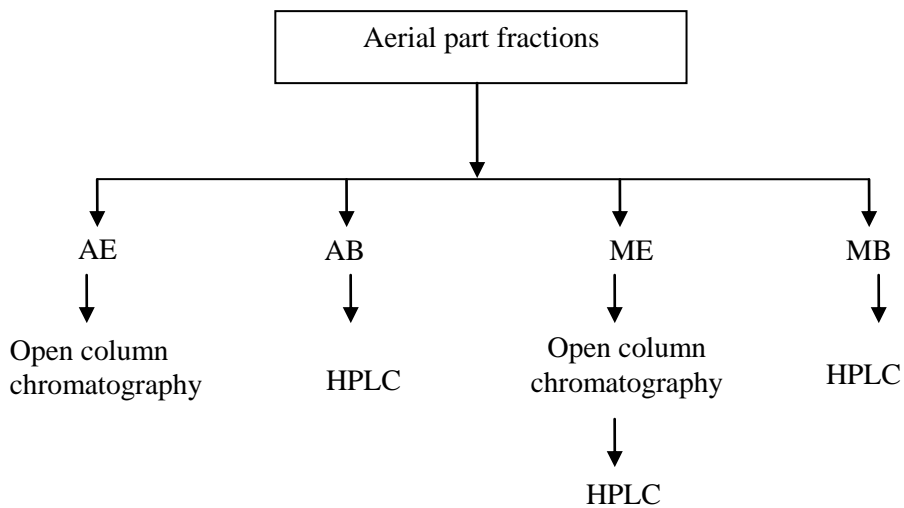 Aerial part fractions
AE
AB
ME
MB
Open column
chromatography
HPLC
Open column
chromatography
HPLC
HPLC